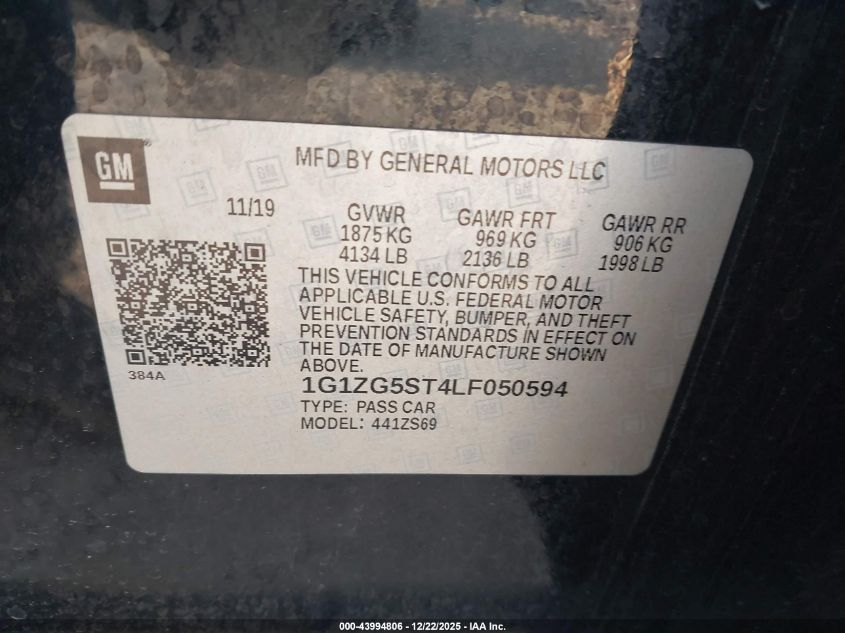 GM
MFD BY GENERAL MOTORS LLC
11/19
GVWR
1875 KG
4134 LB
GAWR FRT
969 KG
2136 LB
GAWR RR
906 KG
1998 LB
THIS VEHICLE CONFORMS TO ALL
APPLICABLE U.S. FEDERAL MOTOR
VEHICLE SAFETY, BUMPER, AND THEFT
PREVENTION STANDARDS IN EFFECT ON
THE DATE OF MANUFACTURE SHOWN
ABOVE.
384A
1G1ZG5ST4LF050594
TYPE: PASS CAR
MODEL: 441ZS69
000-43994806 - 12/22/2025 - IAA Inc.